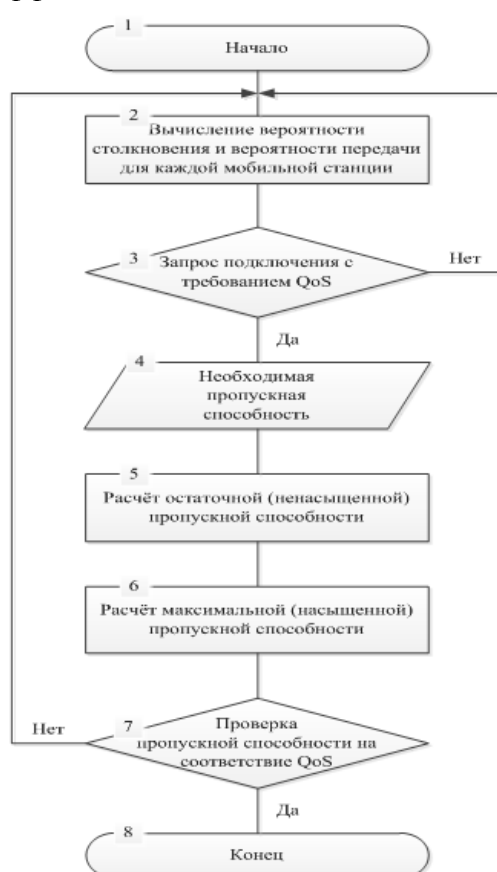 1
Начало
2
Вычисление вероятности
столкновения и вероятности передачи
для каждой мобильной станции
3
Запрос подключения с
требованием QoS
Нет
Да
4
Необходимая
пропускная
способность
5
Расчёт остаточной (ненасыщенной)
пропускной способности
6
Расчёт максимальной (насыщенной)
пропускной способности
Нет
7
Проверка
пропускной способности на
соответствие QoS
Да
8
Конец